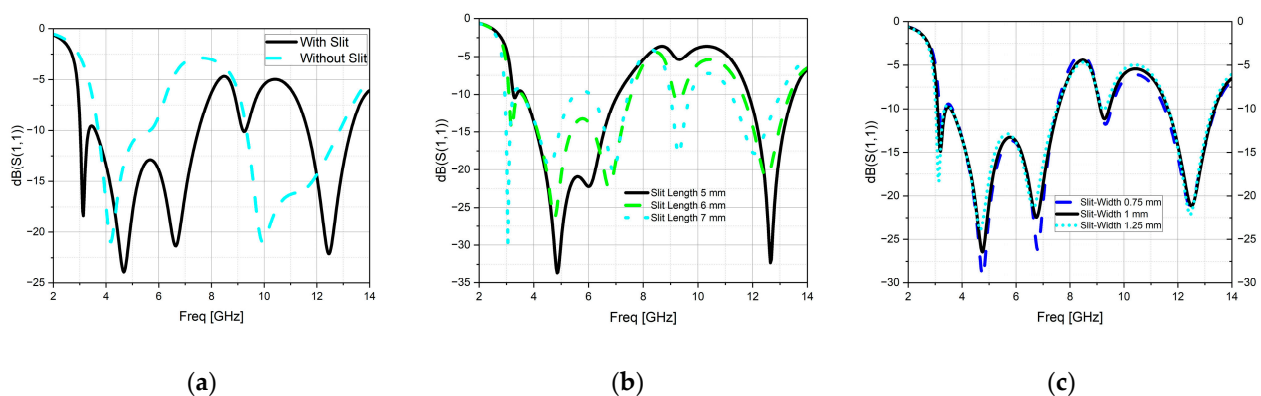 0
−5
−10
−15
−20
−25
dB(S(1,1))
With Slit
Without Slit
2 4 6 8 10 12 14
Freq [GHz]
(a)
0
−5
−10
−15
−20
−25
−30
−35
dB(S(1,1))
Slit Length 5 mm
Slit Length 6 mm
Slit Length 7 mm
2 4 6 8 10 12 14
Freq [GHz]
(b)
0
−5
−10
−15
−20
−25
−30
dB(S(1,1))
Slit-Width 0.75 mm
Slit-Width 1 mm
Slit-Width 1.25 mm
0
−5
−10
−15
−20
−25
−30
2 4 6 8 10 12 14
Freq [GHz]
(c)